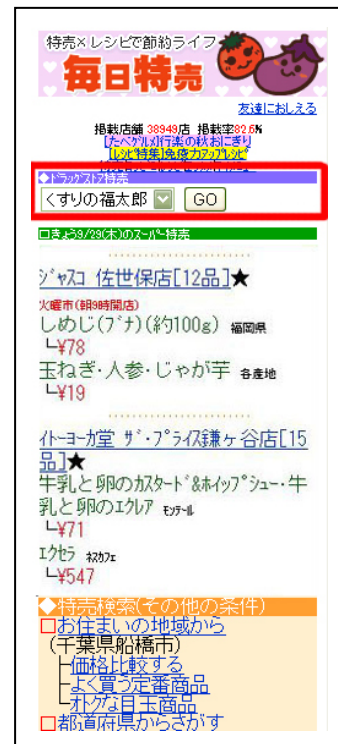 特売×レシピで節約ライフ
毎日特売
友達におしえる
掲載店舗 38949店 掲載率82.6%
[たべグル]行楽の秋おにぎり
[レシピ特集]免疫力アップレシピ
◆ドラッグストア特売
くすりの福太郎 GO
□きょう9/29(木)のスーパー特売
ジャスコ 佐世保店[12品]★
火曜市(朝9時開店)
しめじ(ブナ)(約100g) 福岡県
└¥78
玉ねぎ・人参・じゃが芋 各産地
└¥19
イトーヨーカ堂 ザ・プライス鎌ヶ谷店[15
品]★
牛乳と卵のカスタード&ホイップシュー・牛
乳と卵のエクレア モンテール
└¥71
エクセラ ネスカフェ
└¥547
◆特売検索(その他の条件)
□お住まいの地域から
(千葉県船橋市)
├価格比較する
├よく買う定番商品
└オトクな目玉商品
□都道府県からさがす